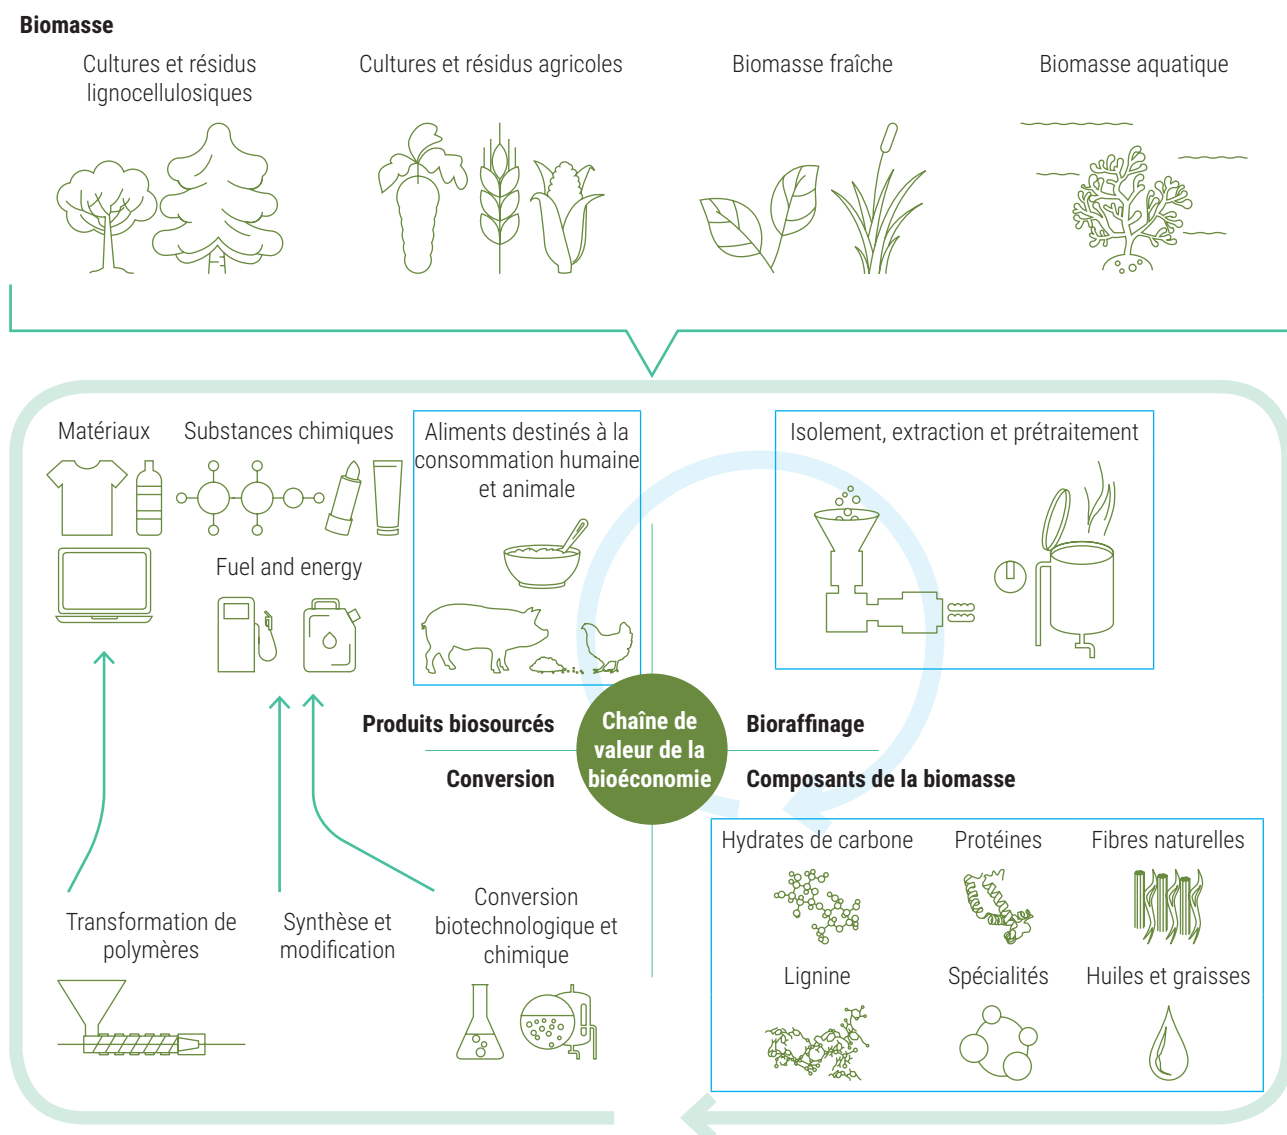 Biomasse
Cultures et résidus
lignocellulosiques
Cultures et résidus agricoles
Biomasse fraîche
Biomasse aquatique
Matériaux
Substances chimiques
Fuel and energy
Aliments destinés à la
consommation humaine
et animale
Isolement, extraction et prétraitement
Produits biosourcés
Chaîne de
valeur de la
bioéconomie
Bioraffinage
Conversion
Composants de la biomasse
Transformation de
polymères
Synthèse et
modification
Conversion
biotechnologique et
chimique
Hydrates de carbone
Protéines
Fibres naturelles
Lignine
Spécialités
Huiles et graisses